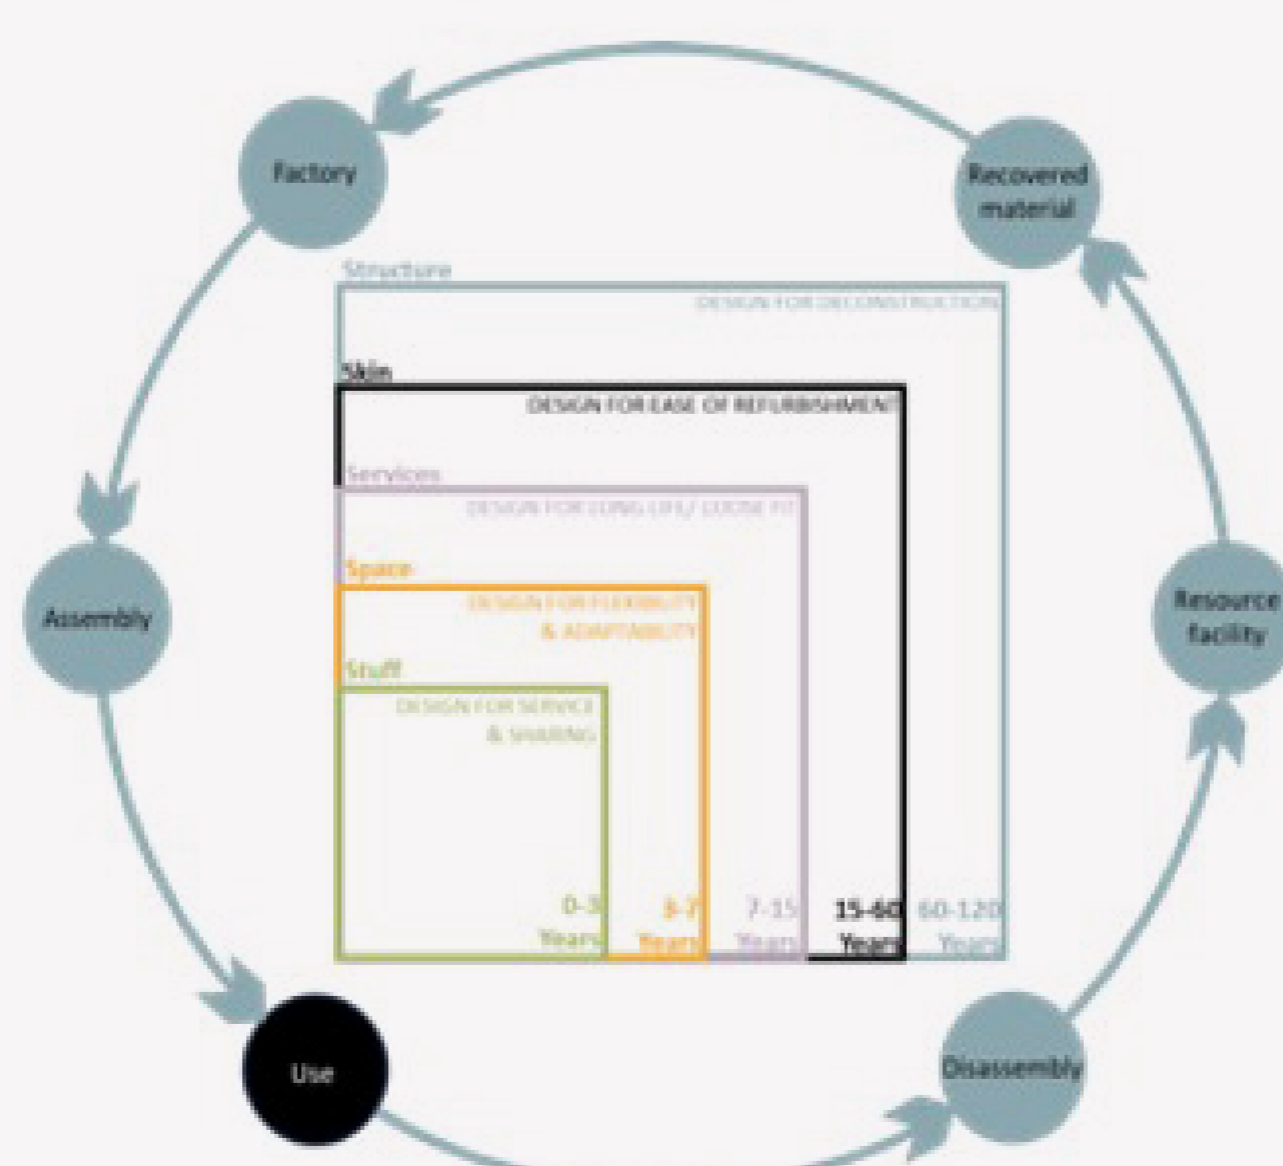 Factory
Recovered
material
Structure
DESIGN FOR DECONSTRUCTION
Skin
DESIGN FOR EASE OF REFURBISHMENT
Services
DESIGN FOR LONG LIFE/ LOOSE FIT
Space
DESIGN FOR FLEXIBILITY
& ADAPTABILITY
Assembly
Resource
facility
Stuff
DESIGN FOR SERVICE
& SHARING
0-3
Years
3-7
Years
7-15
Years
15-60
Years
60-120
Years
Use
Disassembly